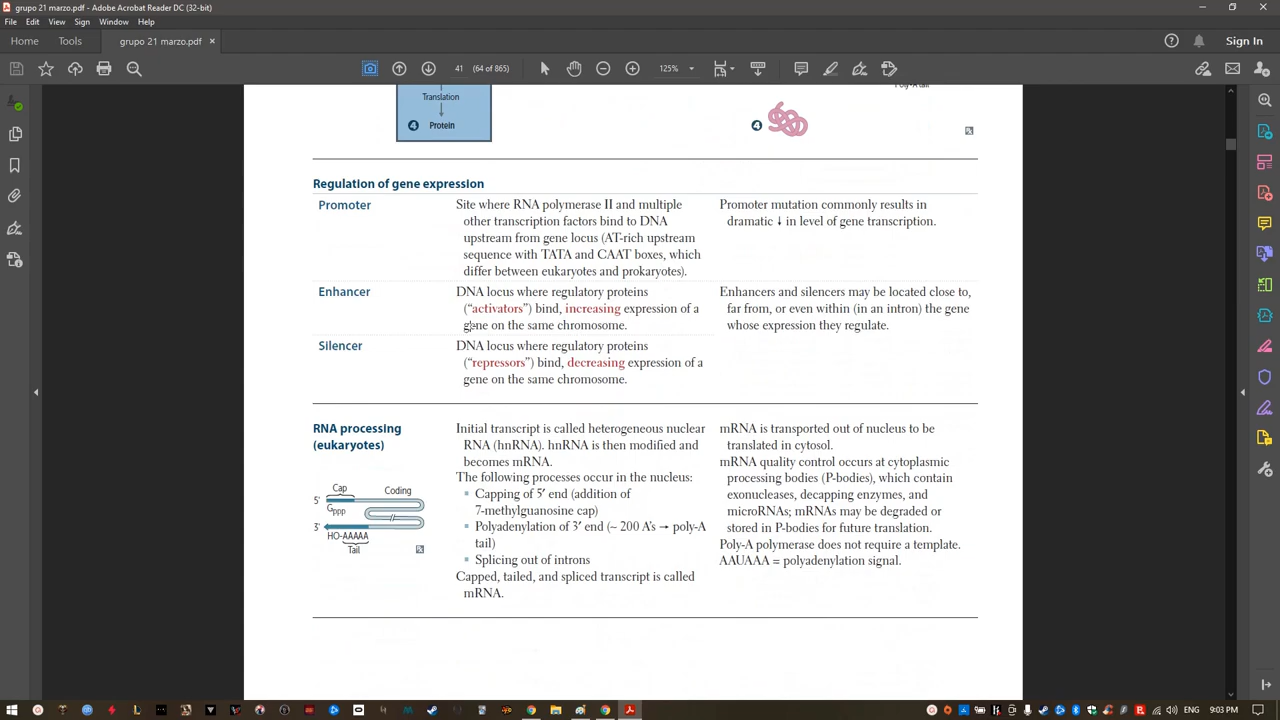 grupo 21 marzo.pdf - Adobe Acrobat Reader DC (32-bit)
File Edit View Sign Window Help
Home Tools grupo 21 marzo.pdf × Sign In
41 (64 of 865) 125%
Translation
4 Protein
Poly-A tail
4
Regulation of gene expression
Promoter
Site where RNA polymerase II and multiple
other transcription factors bind to DNA
upstream from gene locus (AT-rich upstream
sequence with TATA and CAAT boxes, which
differ between eukaryotes and prokaryotes).
Promoter mutation commonly results in
dramatic ↓ in level of gene transcription.
Enhancer
DNA locus where regulatory proteins
(“activators”) bind, increasing expression of a
gene on the same chromosome.
Enhancers and silencers may be located close to,
far from, or even within (in an intron) the gene
whose expression they regulate.
Silencer
DNA locus where regulatory proteins
(“repressors”) bind, decreasing expression of a
gene on the same chromosome.
RNA processing
(eukaryotes)
Cap Coding
5′
Gppp
3′
HO-AAAAA
Tail
Initial transcript is called heterogeneous nuclear
RNA (hnRNA). hnRNA is then modified and
becomes mRNA.
The following processes occur in the nucleus:
▪ Capping of 5′ end (addition of
7-methylguanosine cap)
▪ Polyadenylation of 3′ end (~ 200 A’s → poly-A
tail)
▪ Splicing out of introns
Capped, tailed, and spliced transcript is called
mRNA.
mRNA is transported out of nucleus to be
translated in cytosol.
mRNA quality control occurs at cytoplasmic
processing bodies (P-bodies), which contain
exonucleases, decapping enzymes, and
microRNAs; mRNAs may be degraded or
stored in P-bodies for future translation.
Poly-A polymerase does not require a template.
AAUAAA = polyadenylation signal.
9:03 PM